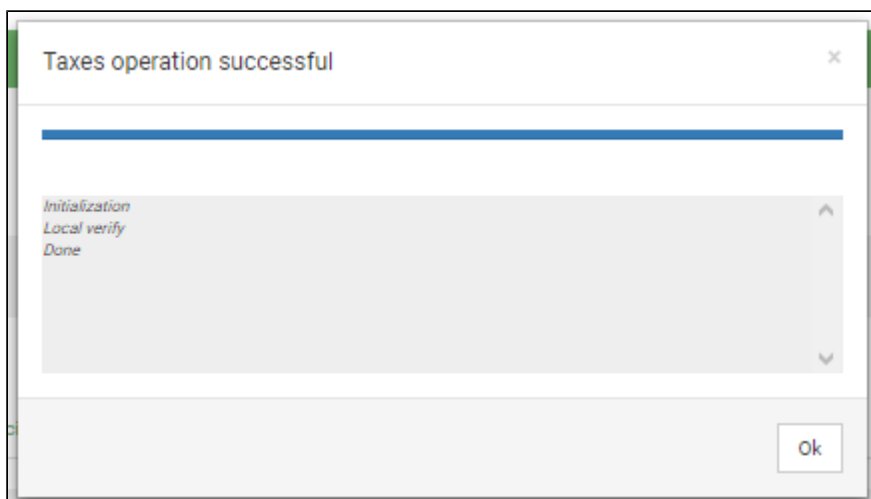 Taxes operation successful
×
Initialization
Local verify
Done
Ok